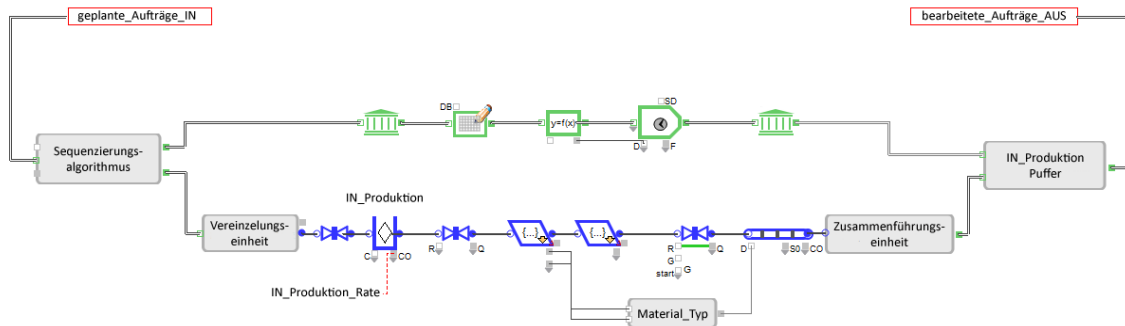 geplante_Aufträge_IN
bearbeitete_Aufträge_AUS
DB
SD
y=f(x)
D
F
Sequenzierungs-
algorithmus
IN_Produktion
Puffer
IN_Produktion
Vereinzelungs-
einheit
{...}
{...}
Zusammenführungs-
einheit
C
CO
R
Q
R
Q
D
S0
CO
G
start
G
IN_Produktion_Rate
Material_Typ